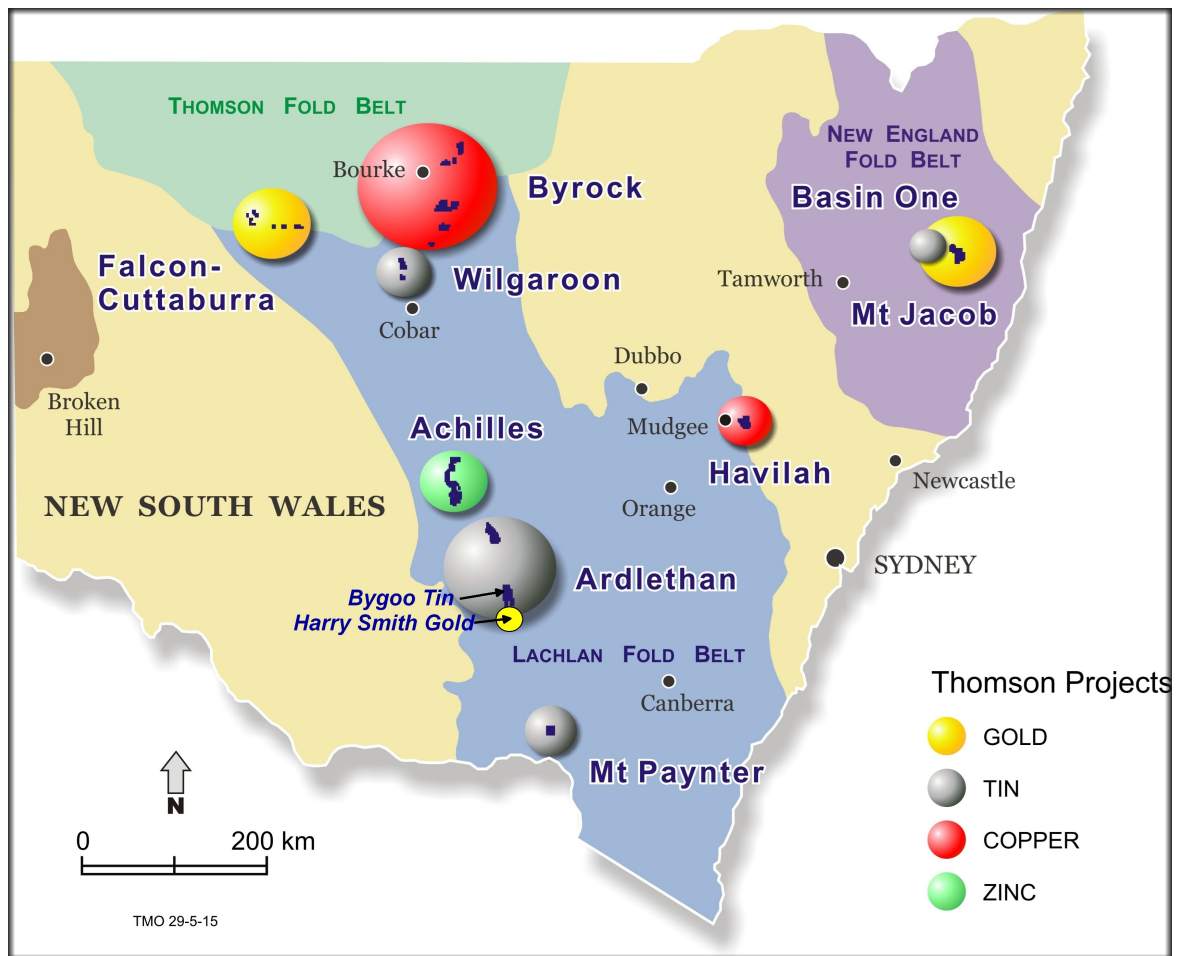 THOMSON FOLD BELT
NEW ENGLAND
FOLD BELT
Bourke
Byrock
Basin One
Falcon-
Cuttaburra
Wilgaroon
Tamworth
Mt Jacob
Cobar
Dubbo
Broken
Hill
Achilles
Mudgee
Havilah
Newcastle
NEW SOUTH WALES
Orange
SYDNEY
Ardlethan
Bygoo Tin
Harry Smith Gold
LACHLAN FOLD BELT
Canberra
Mt Paynter
Thomson Projects
GOLD
TIN
COPPER
ZINC
N
0 200 km
TMO 29-5-15